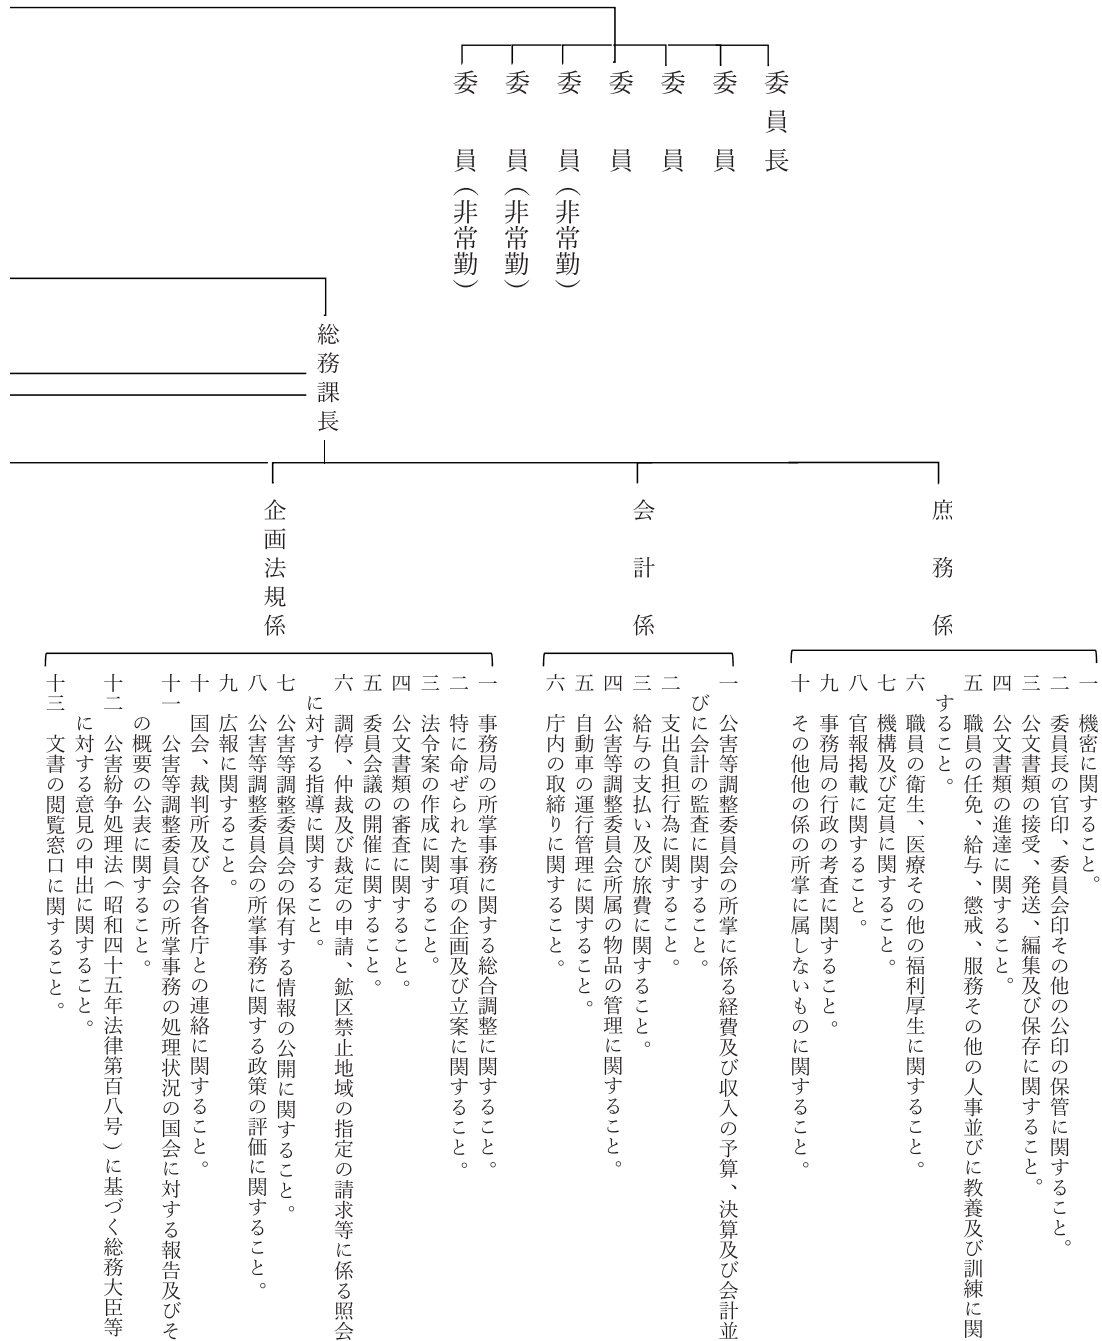 委員長
委員
委員
委員
委員（非常勤）
委員（非常勤）
委員（非常勤）
総務課長
庶務係
一 機密に関すること。
二 委員長の官印、委員会印その他の公印の保管に関すること。
三 公文書類の接受、発送、編集及び保存に関すること。
四 公文書類の進達に関すること。
五 職員の任免、給与、懲戒、服務その他の人事並びに教養及び訓練に関
すること。
六 職員の衛生、医療その他の福利厚生に関すること。
七 機構及び定員に関すること。
八 官報掲載に関すること。
九 事務局の行政の考査に関すること。
十 その他他の係の所掌に属しないものに関すること。
会計係
一 公害等調整委員会の所掌に係る経費及び収入の予算、決算及び会計並
びに会計の監査に関すること。
二 支出負担行為に関すること。
三 給与の支払い及び旅費に関すること。
四 公害等調整委員会所属の物品の管理に関すること。
五 自動車の運行管理に関すること。
六 庁内の取締りに関すること。
企画法規係
一 事務局の所掌事務に関する総合調整に関すること。
二 特に命ぜられた事項の企画及び立案に関すること。
三 法令案の作成に関すること。
四 公文書類の審査に関すること。
五 委員会議の開催に関すること。
六 調停、仲裁及び裁定の申請、鉱区禁止地域の指定の請求等に係る照会
に対する指導に関すること。
七 公害等調整委員会の保有する情報の公開に関すること。
八 公害等調整委員会の所掌事務に関する政策の評価に関すること。
九 広報に関すること。
十 国会、裁判所及び各省各庁との連絡に関すること。
十一 公害等調整委員会の所掌事務の処理状況の国会に対する報告及びそ
の概要の公表に関すること。
十二 公害紛争処理法（昭和四十五年法律第百八号）に基づく総務大臣等
に対する意見の申出に関すること。
十三 文書の閲覧窓口に関すること。